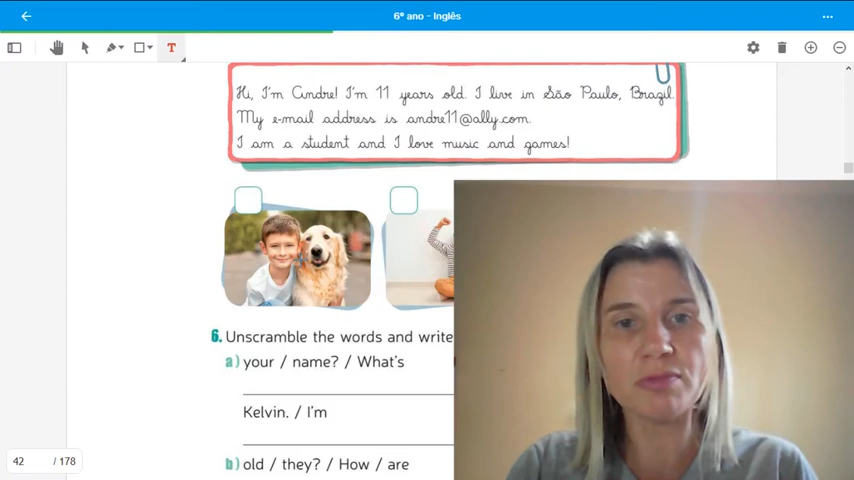 6º ano - Inglês
T
Hi, I'm Andre! I'm 11 years old. I live in São Paulo, Brazil.
My e-mail address is andre11@ally.com.
I am a student and I love music and games!
6. Unscramble the words and write
a) your / name? / What's
Kelvin. / I'm
b) old / they? / How / are
42 / 178